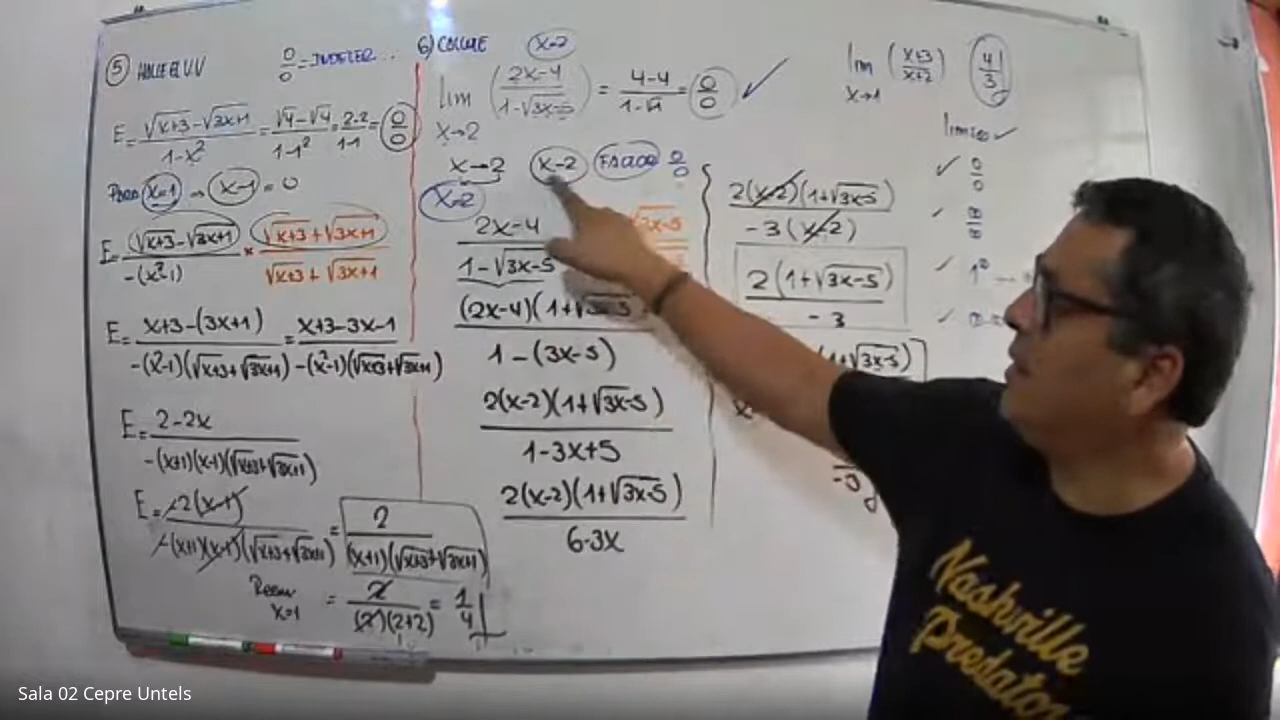 5 HALLE EL V.V
0/0 = INDETER...
E = (√x+3 - √3x+1)/(1-x²) = (√4 - √4)/(1-1²) = (2-2)/(1-1) = 0/0
PARA x=1 → x-1 = 0
E = (√x+3 - √3x+1)/(-(x²-1)) * (√x+3 + √3x+1)/(√x+3 + √3x+1)
E = (x+3-(3x+1))/(-(x²-1)(√x+3+√3x+1)) = (x+3-3x-1)/(-(x²-1)(√x+3+√3x+1))
E = (2-2x)/(-(x+1)(x-1)(√x+3+√3x+1))
E = (-2(x-1))/(-(x+1)(x-1)(√x+3+√3x+1)) = 2/((x+1)(√x+3+√3x+1))
x=1 = 2/((2)(2+2)) = 1/4
6) x=2
lim x→2 ((2x-4)/(1-√3x-5)) = (4-4)/(1-√1) = 0/0 ✓
x→2 x-2 0/0
x=2
(2x-4)/(1-√3x-5)
((2x-4)(1+√3x-5))/(1-(3x-5))
(2(x-2)(1+√3x-5))/(1-3x+5)
(2(x-2)(1+√3x-5))/(6-3x)
(2(x-2)(1+√3x-5))/(-3(x-2))
(2(1+√3x-5))/(-3)
lim x→1 ((x+3)/(x+2)) 4/3
✓ 0/0
✓ ∞/∞
Nashville
Predator
Sala 02 Cepre Untels